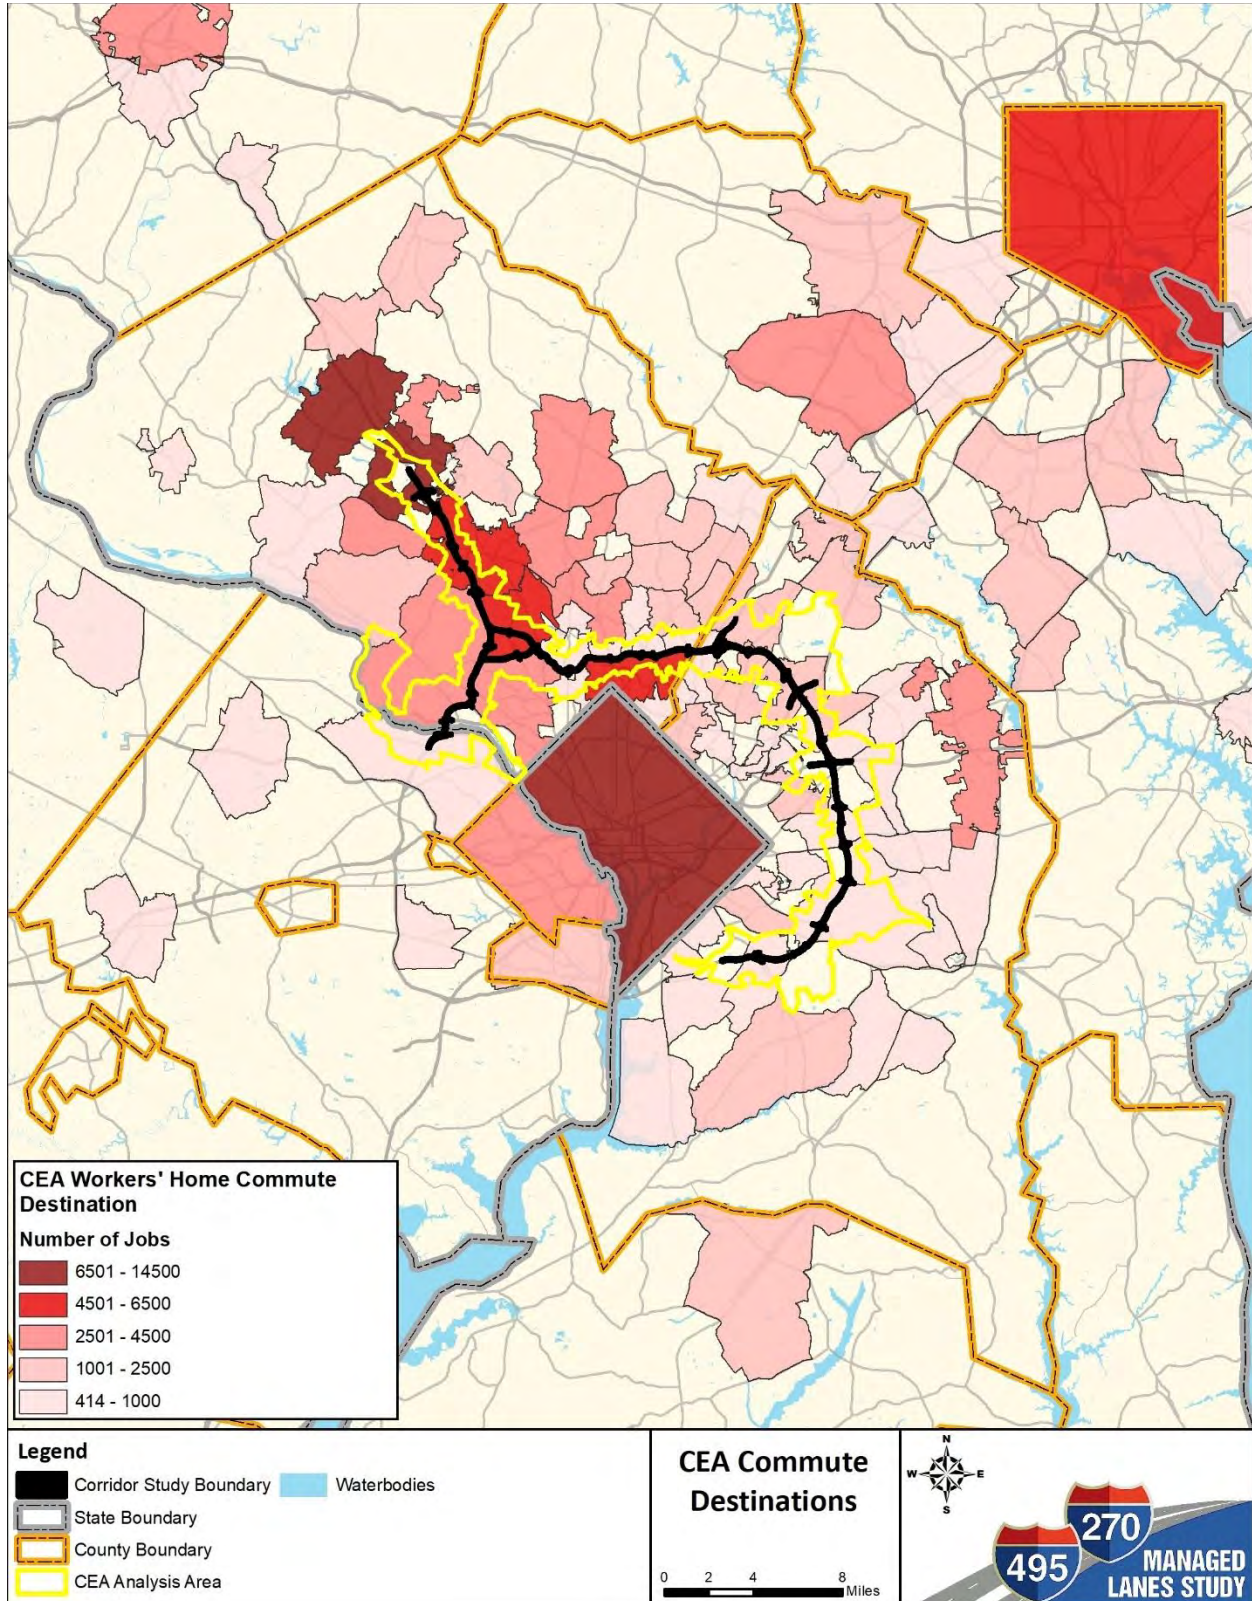 CEA Workers' Home Commute
Destination
Number of Jobs
6501 - 14500
4501 - 6500
2501 - 4500
1001 - 2500
414 - 1000
Legend
Corridor Study Boundary
Waterbodies
State Boundary
County Boundary
CEA Analysis Area
CEA Commute
Destinations
0 2 4 8
Miles
N
W E
S
270
495
MANAGED
LANES STUDY